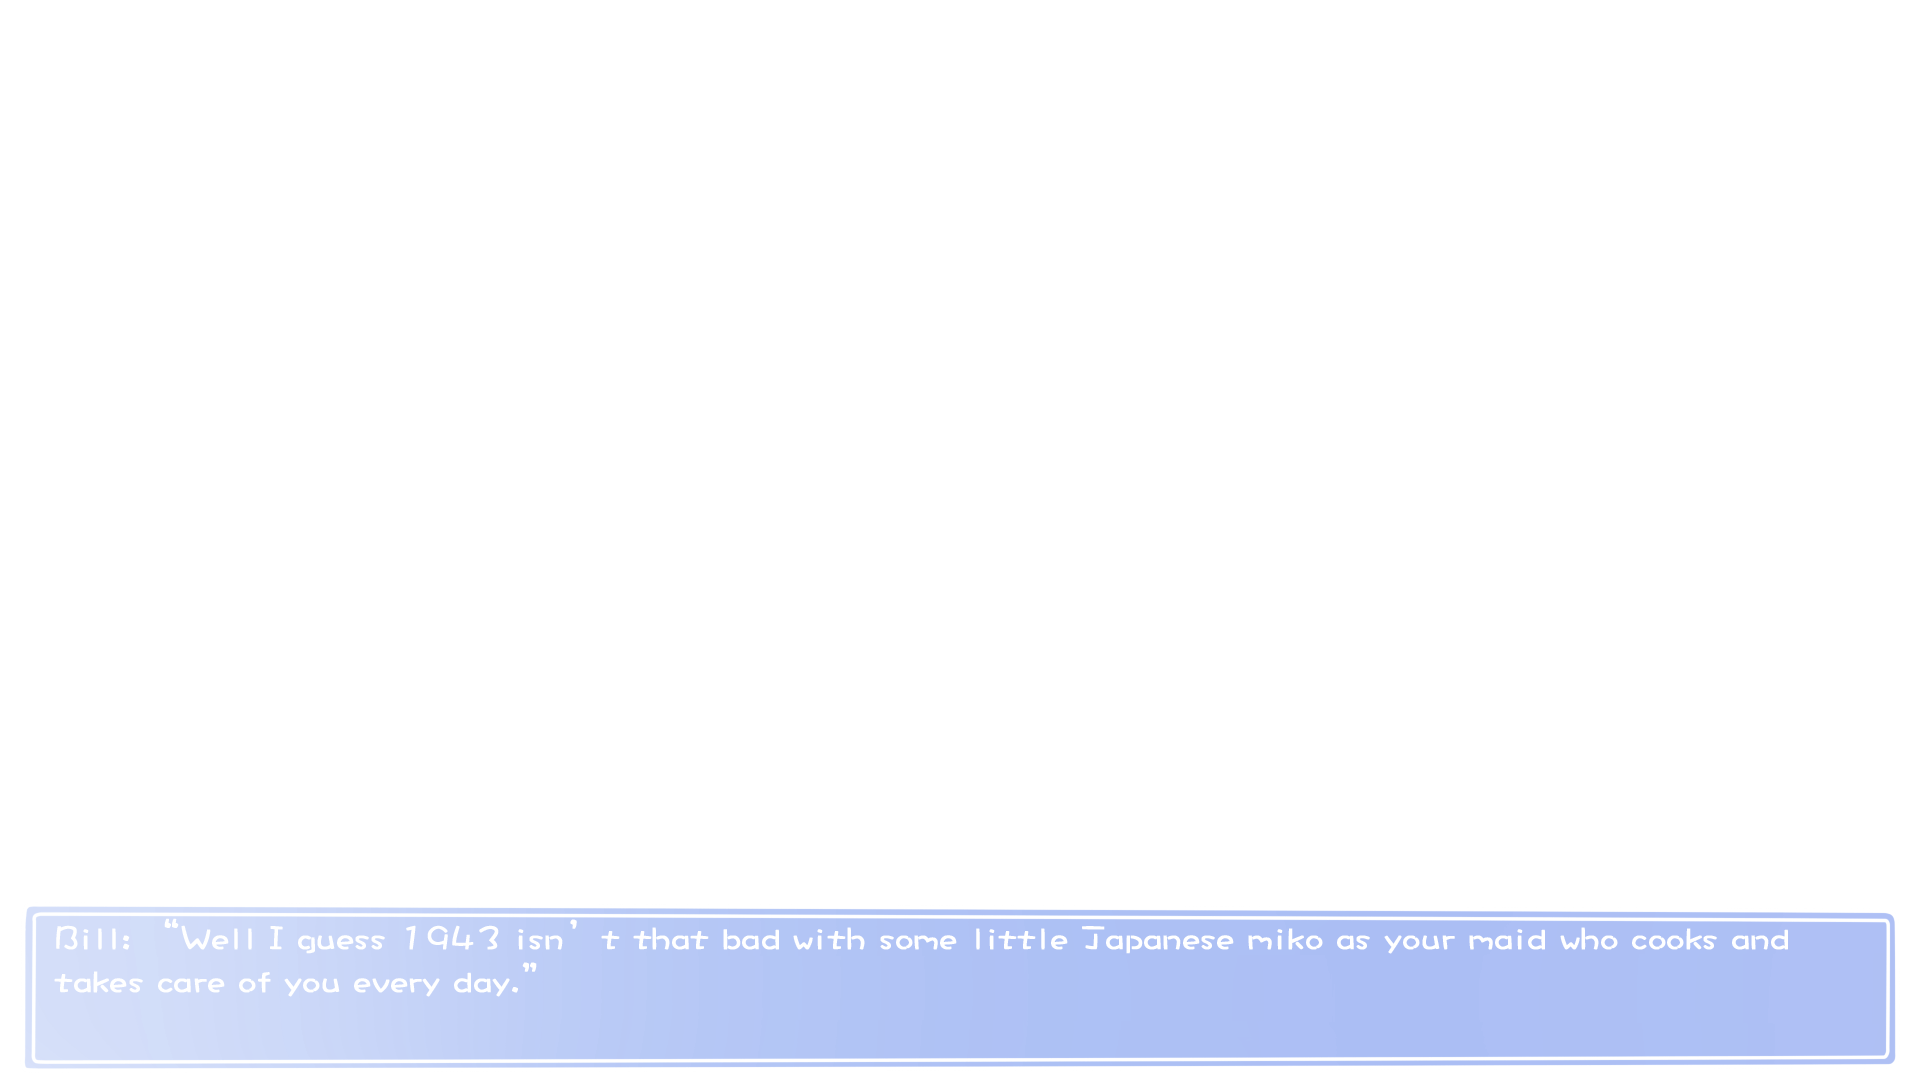 Bill: “Well I guess 1943 isn’t that bad with some little Japanese miko as your maid who cooks and
takes care of you every day.”